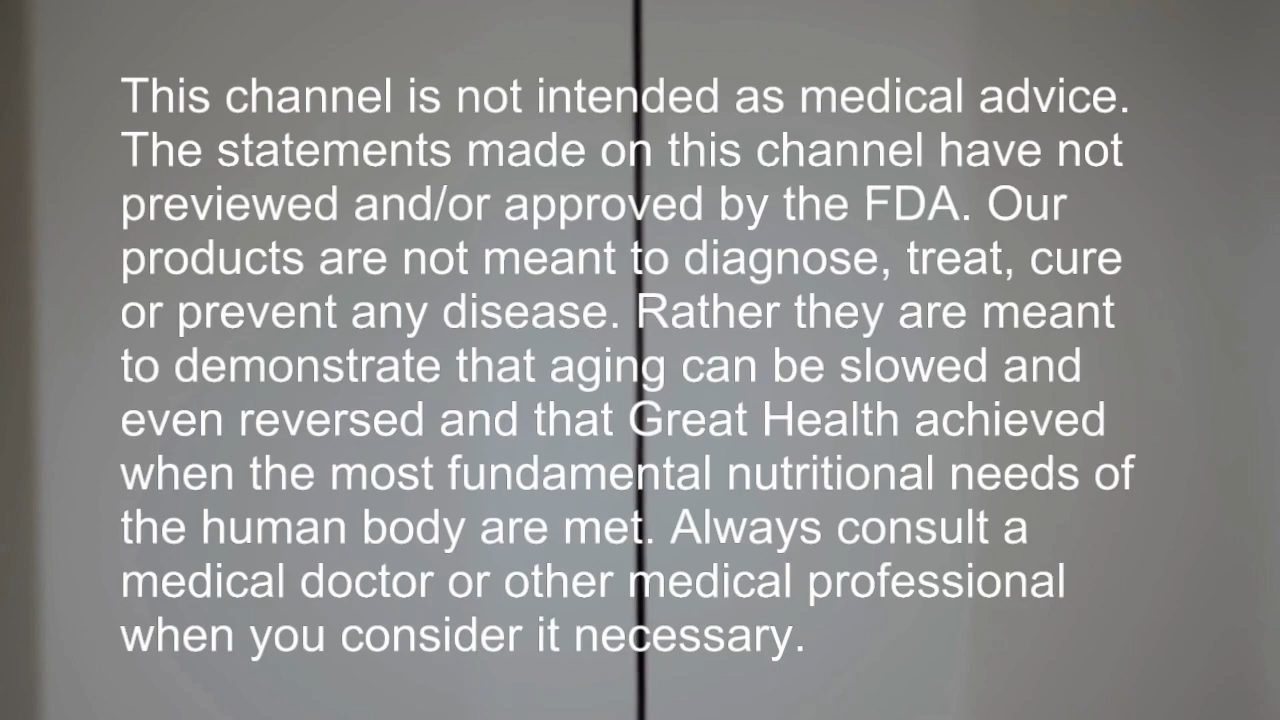 This channel is not intended as medical advice.
The statements made on this channel have not
previewed and/or approved by the FDA. Our
products are not meant to diagnose, treat, cure
or prevent any disease. Rather they are meant
to demonstrate that aging can be slowed and
even reversed and that Great Health achieved
when the most fundamental nutritional needs of
the human body are met. Always consult a
medical doctor or other medical professional
when you consider it necessary.